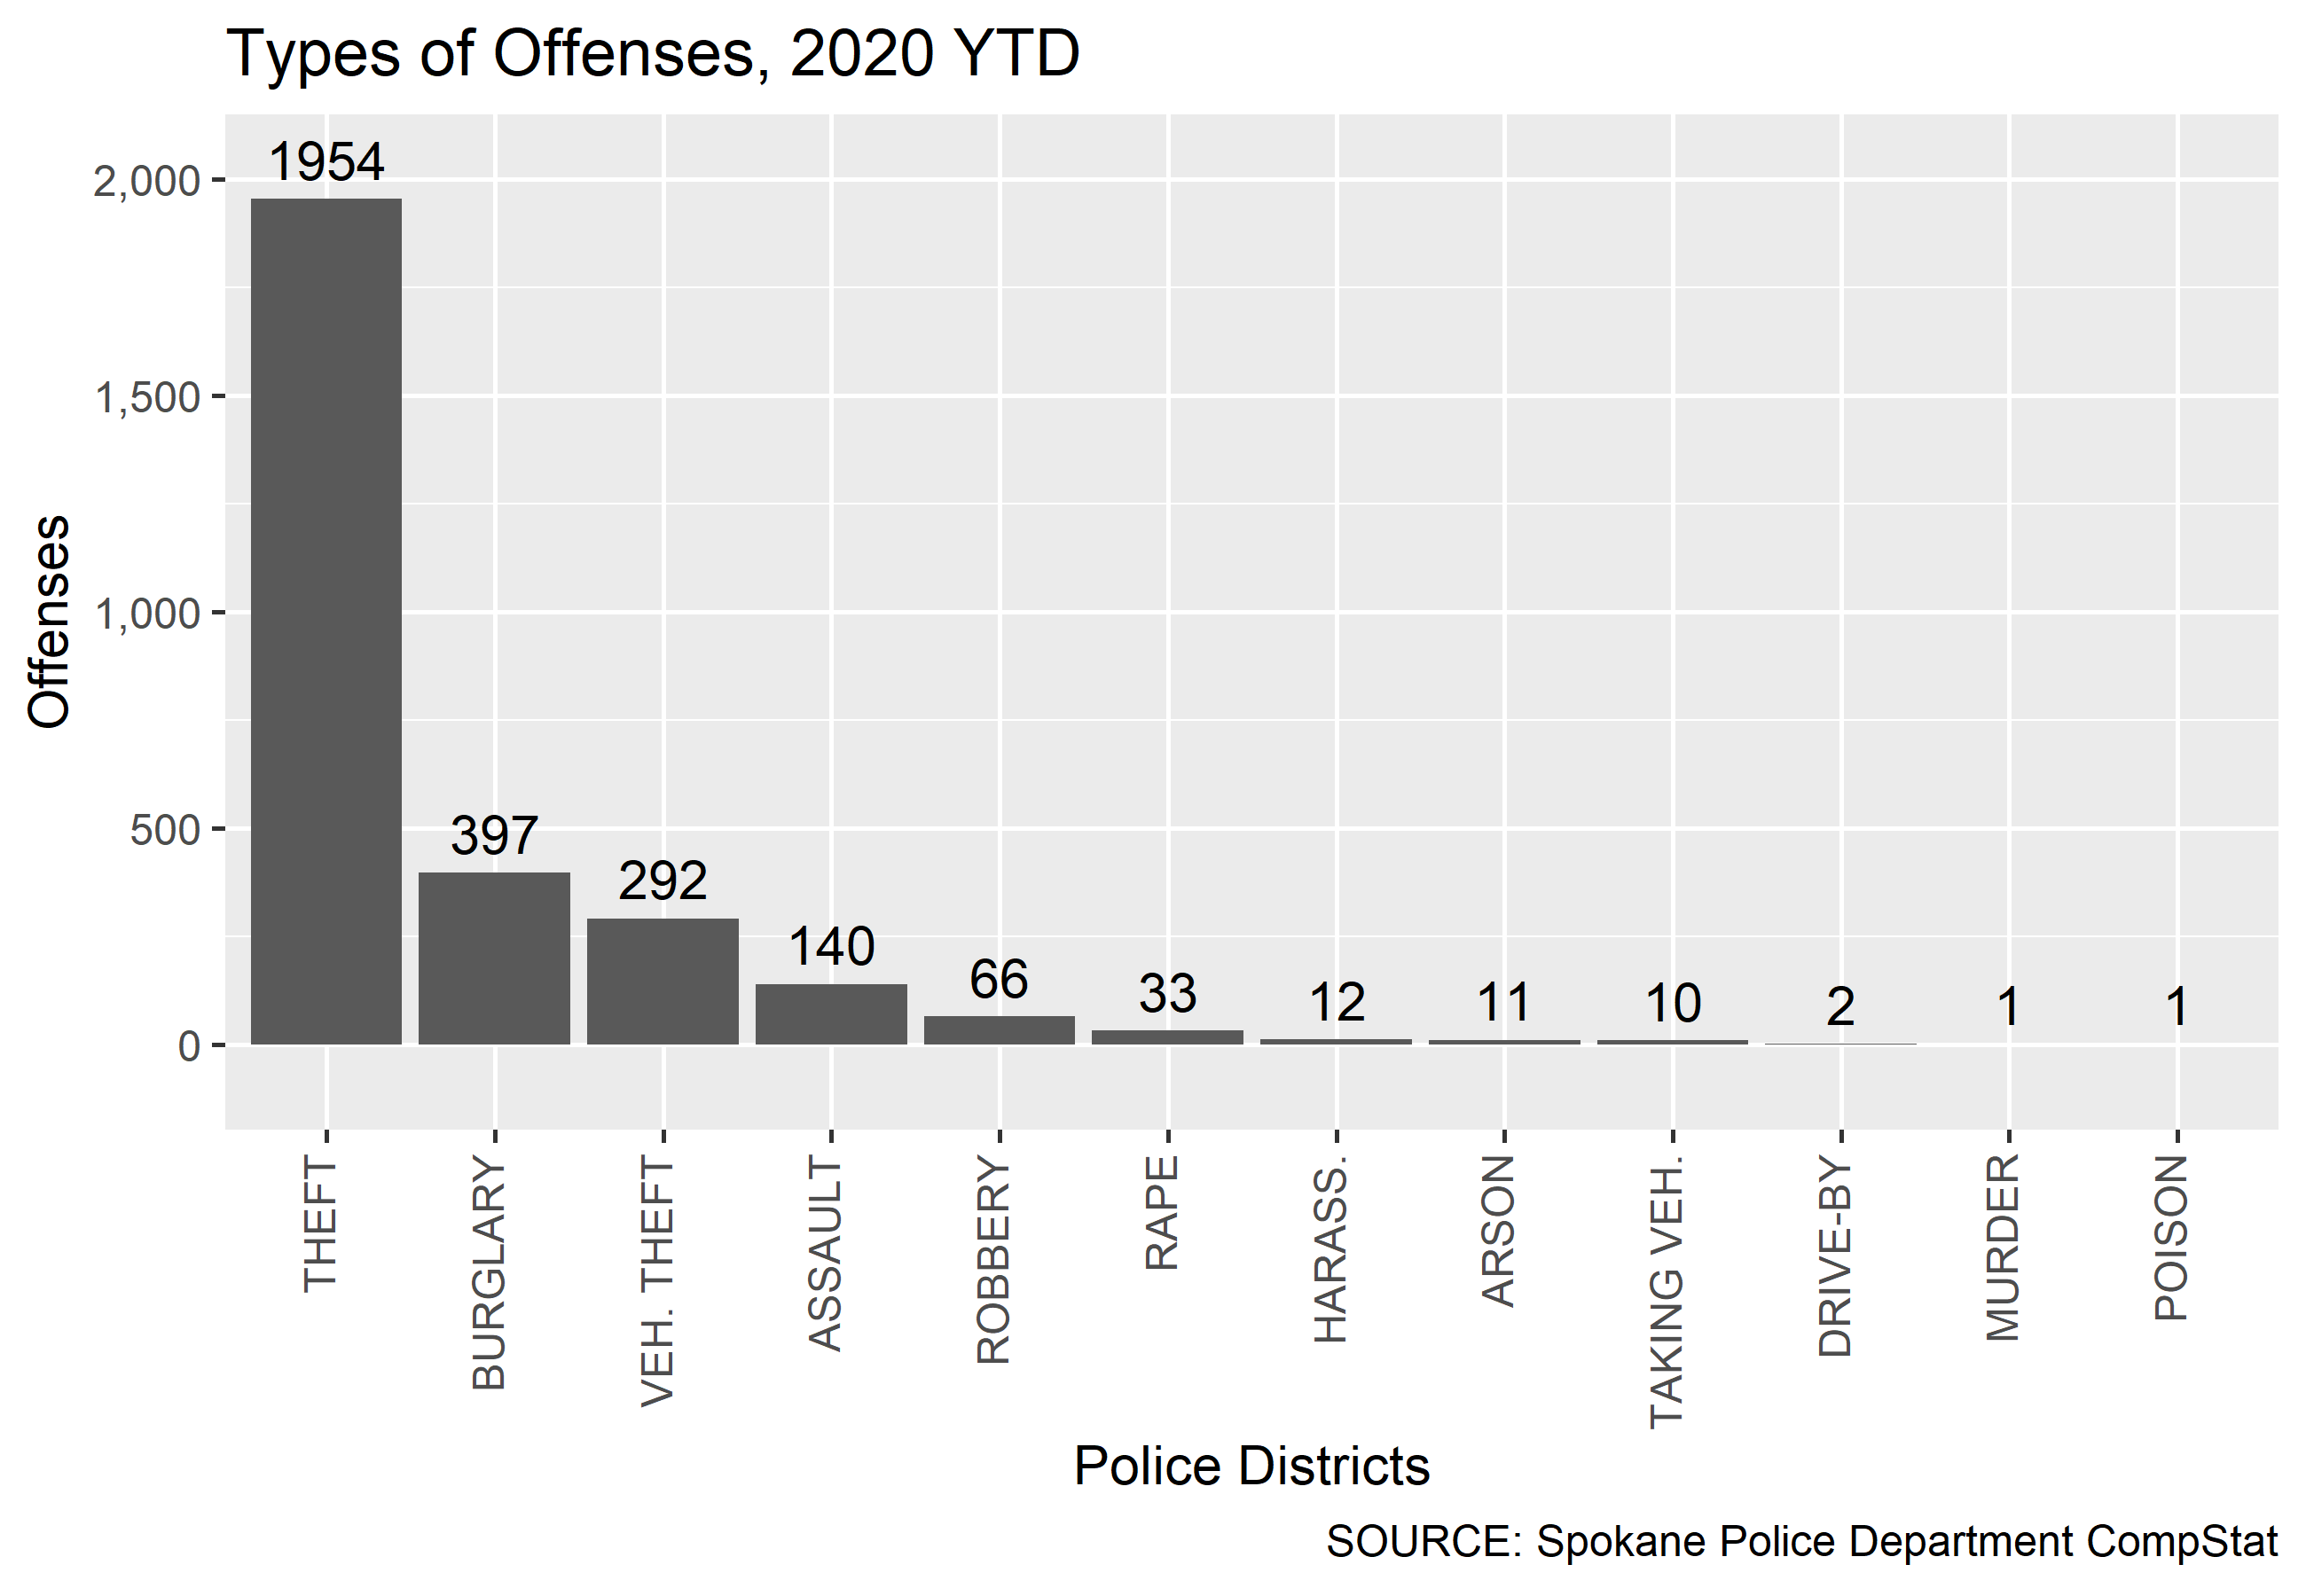 Types of Offenses, 2020 YTD
Offenses
2,000
1,500
1,000
500
0
1954
397
292
140
66
33
12
11
10
2
1
1
THEFT
BURGLARY
VEH. THEFT
ASSAULT
ROBBERY
RAPE
HARASS.
ARSON
TAKING VEH.
DRIVE-BY
MURDER
POISON
Police Districts
SOURCE: Spokane Police Department CompStat